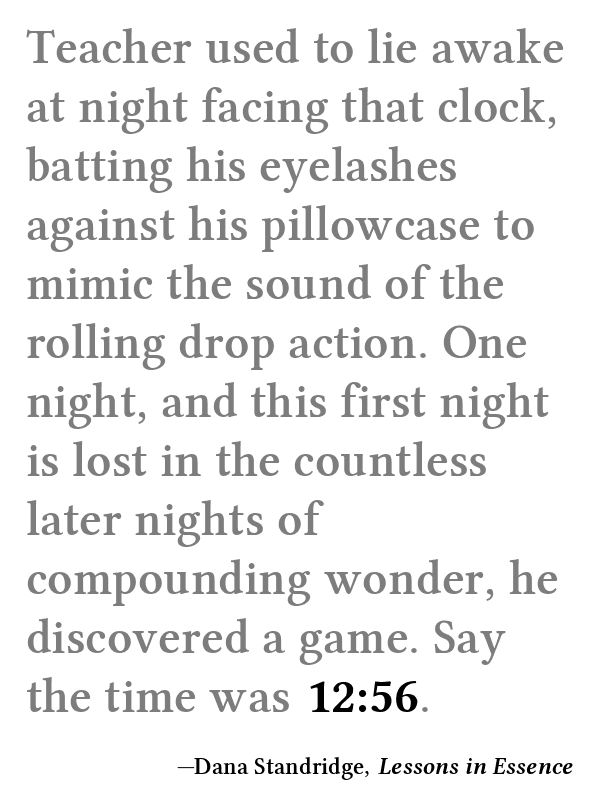 Teacher used to lie awake
at night facing that clock,
batting his eyelashes
against his pillowcase to
mimic the sound of the
rolling drop action. One
night, and this first night
is lost in the countless
later nights of
compounding wonder, he
discovered a game. Say
the time was 12:56.
—Dana Standridge, Lessons in Essence